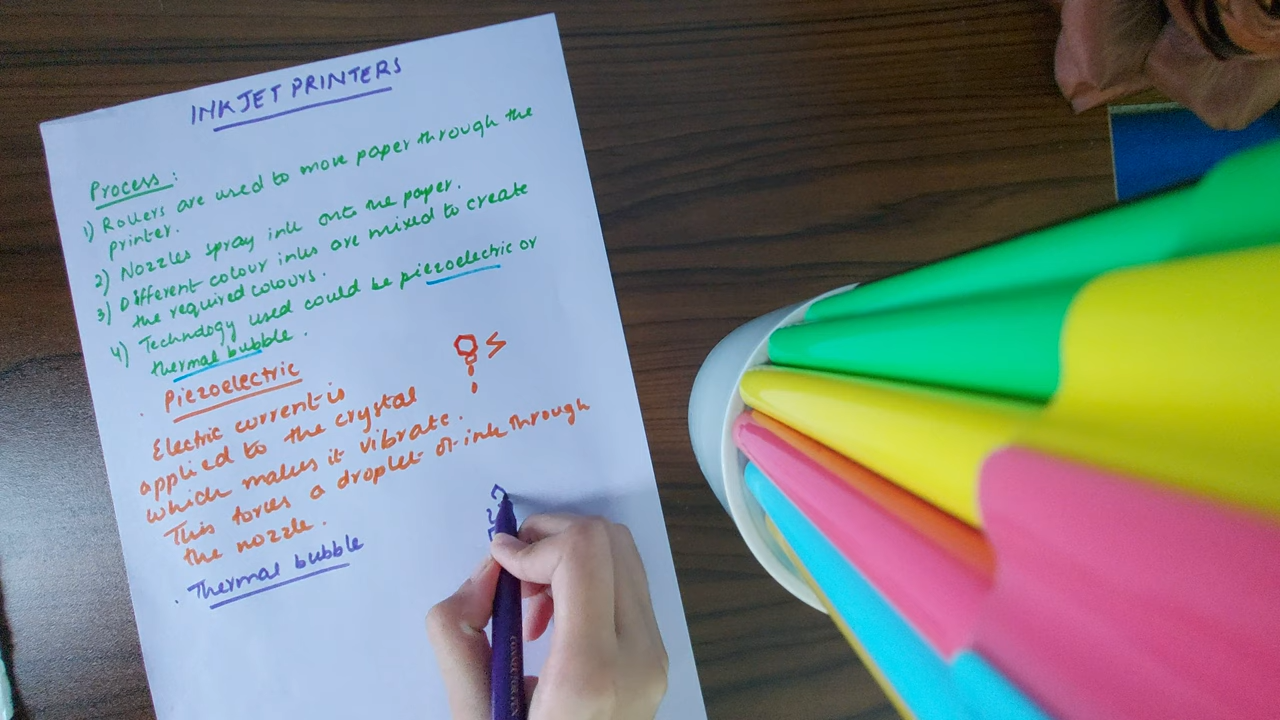 INKJET PRINTERS
Process:
1) Rollers are used to move paper through the
printer.
2) Nozzles spray ink onto the paper.
3) Different colour inks are mixed to create
the required colours.
4) Technology used could be piezoelectric or
thermal bubble.
. Piezoelectric
Electric current is
applied to the crystal
which makes it vibrate.
This forces a droplet of ink through
the nozzle.
. Thermal bubble